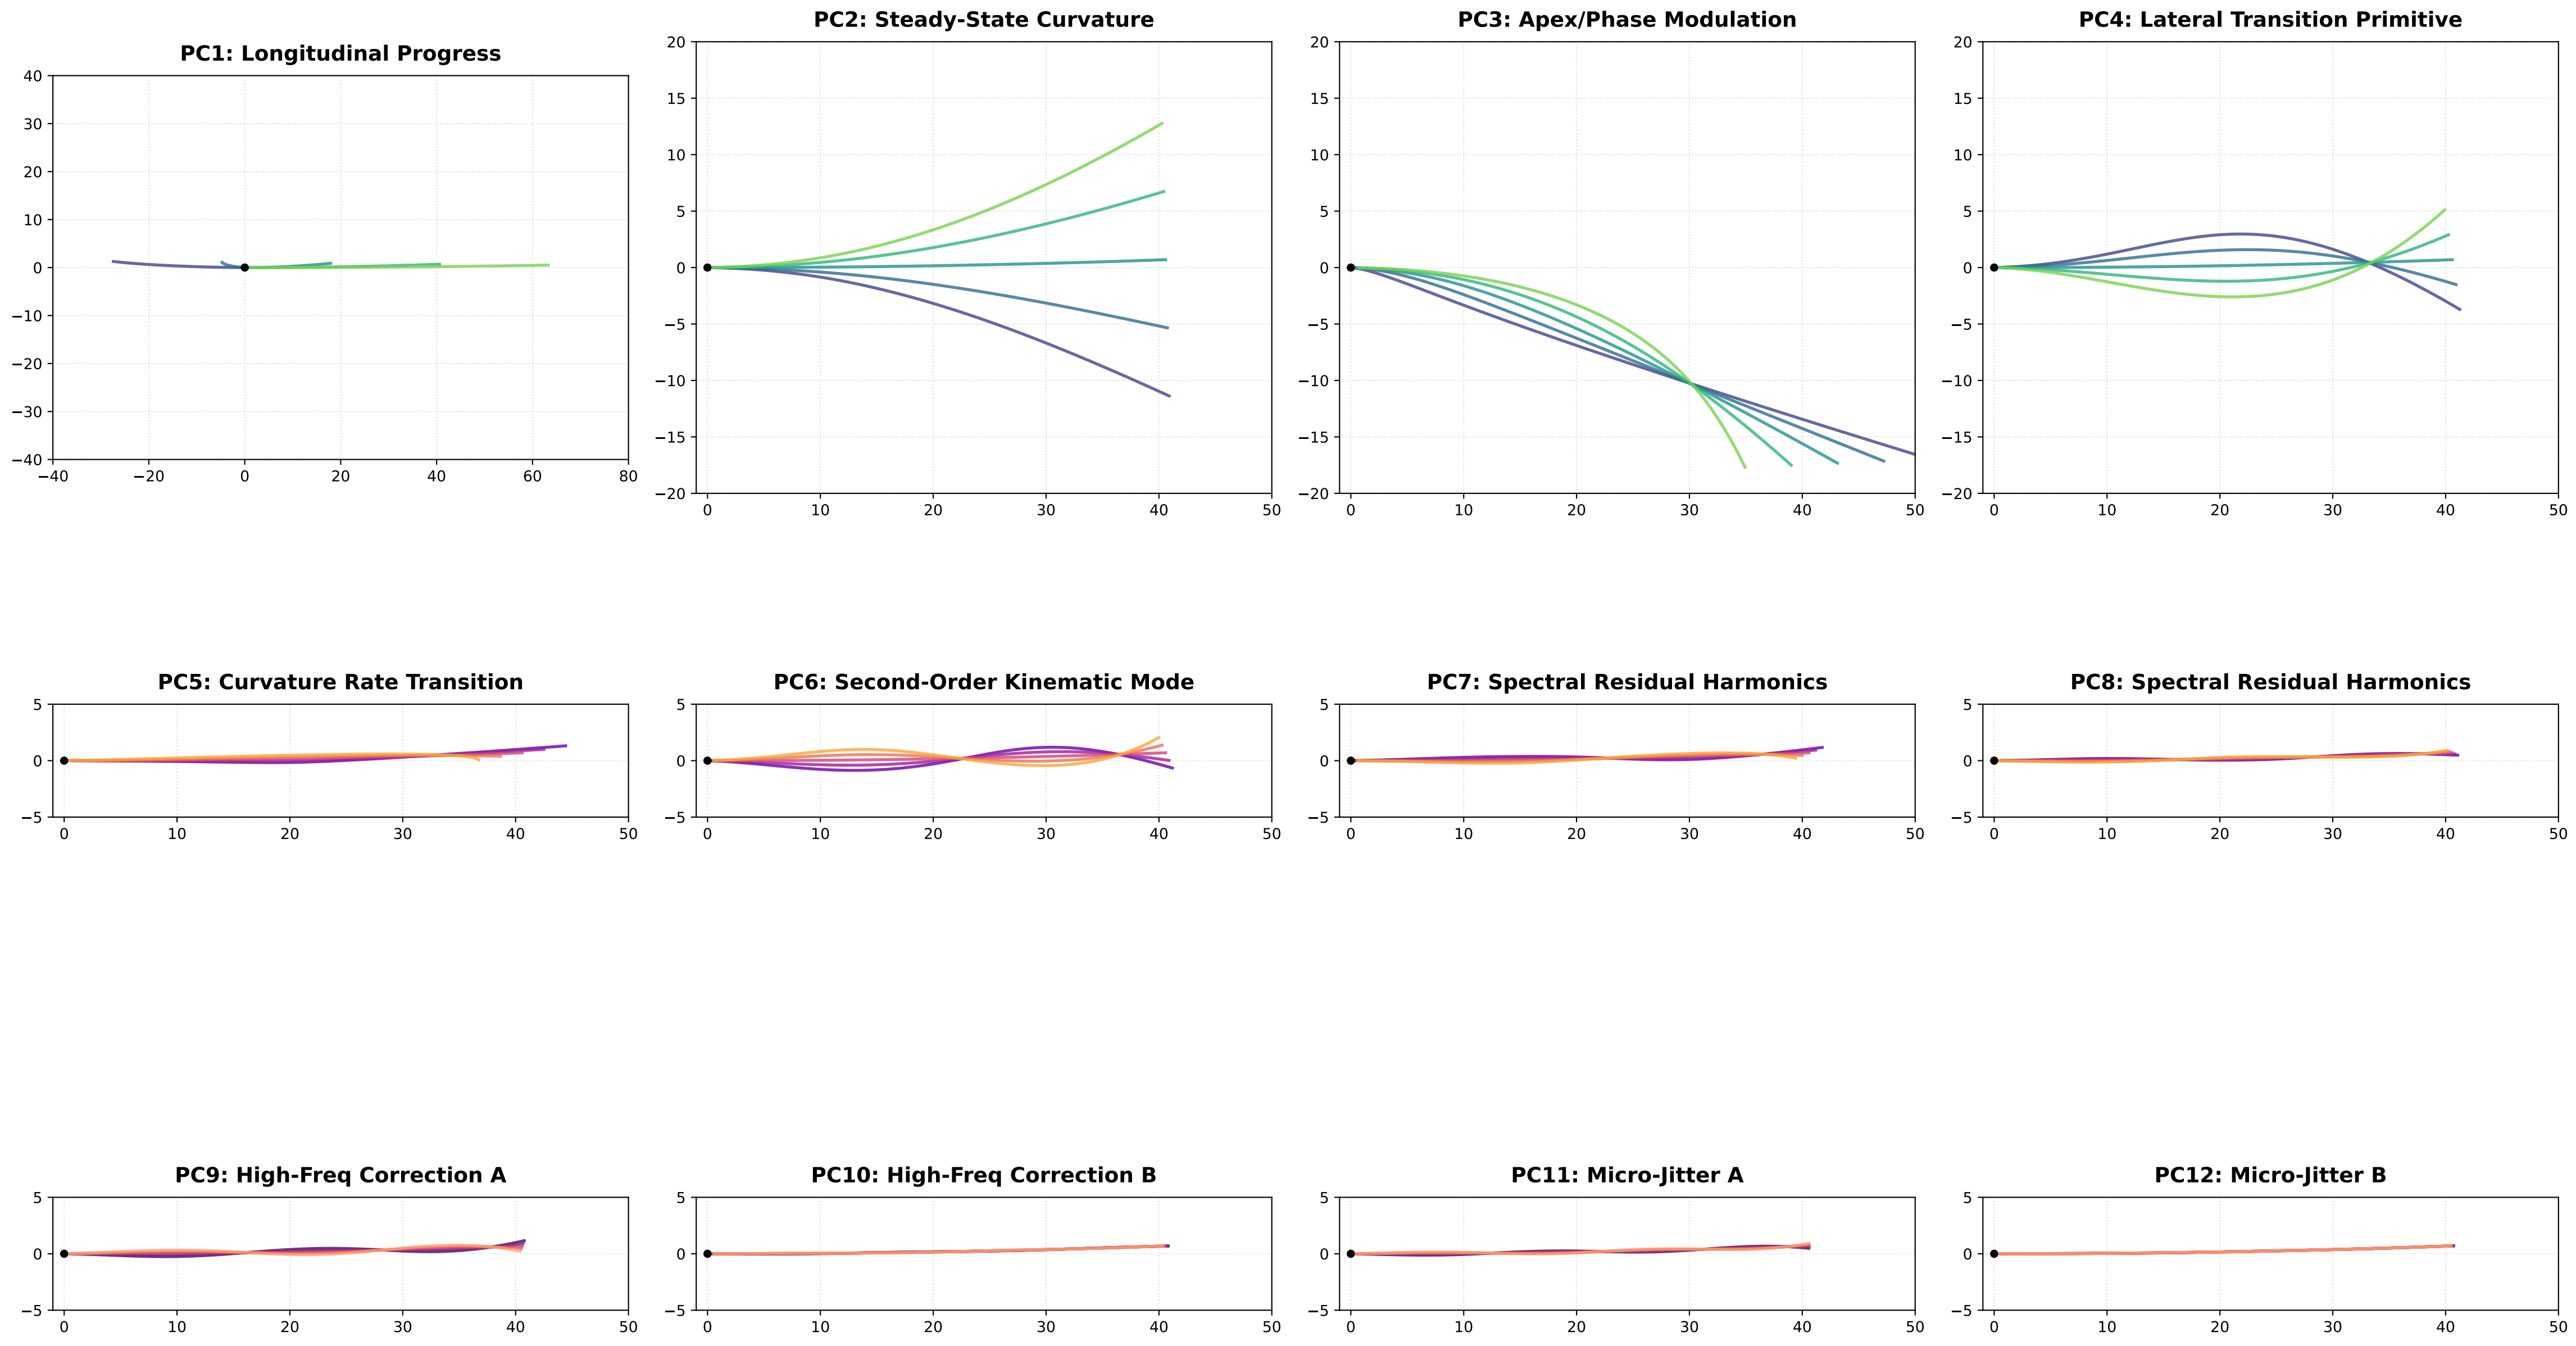 PC1: Longitudinal Progress
40
30
20
10
0
−10
−20
−30
−40
−40 −20 0 20 40 60 80
PC2: Steady-State Curvature
20
15
10
5
0
−5
−10
−15
−20
0 10 20 30 40 50
PC3: Apex/Phase Modulation
20
15
10
5
0
−5
−10
−15
−20
0 10 20 30 40 50
PC4: Lateral Transition Primitive
20
15
10
5
0
−5
−10
−15
−20
0 10 20 30 40 50
PC5: Curvature Rate Transition
5
0
−5
0 10 20 30 40 50
PC6: Second-Order Kinematic Mode
5
0
−5
0 10 20 30 40 50
PC7: Spectral Residual Harmonics
5
0
−5
0 10 20 30 40 50
PC8: Spectral Residual Harmonics
5
0
−5
0 10 20 30 40 50
PC9: High-Freq Correction A
5
0
−5
0 10 20 30 40 50
PC10: High-Freq Correction B
5
0
−5
0 10 20 30 40 50
PC11: Micro-Jitter A
5
0
−5
0 10 20 30 40 50
PC12: Micro-Jitter B
5
0
−5
0 10 20 30 40 50